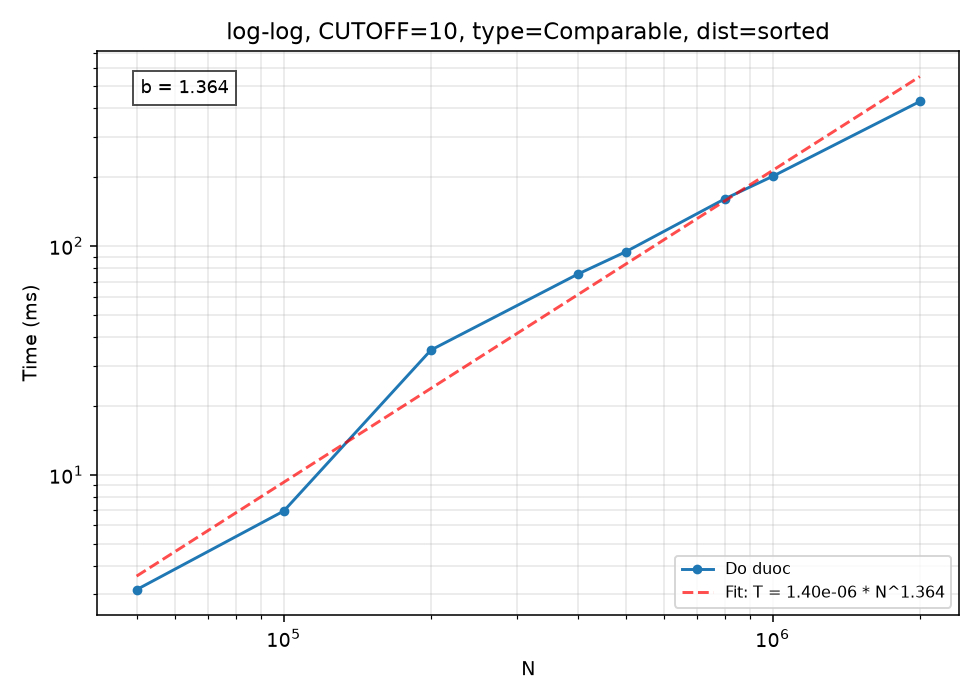 log-log, CUTOFF=10, type=Comparable, dist=sorted
b = 1.364
Time (ms)
10^2
10^1
10^5
10^6
N
Do duoc
Fit: T = 1.40e-06 * N^1.364